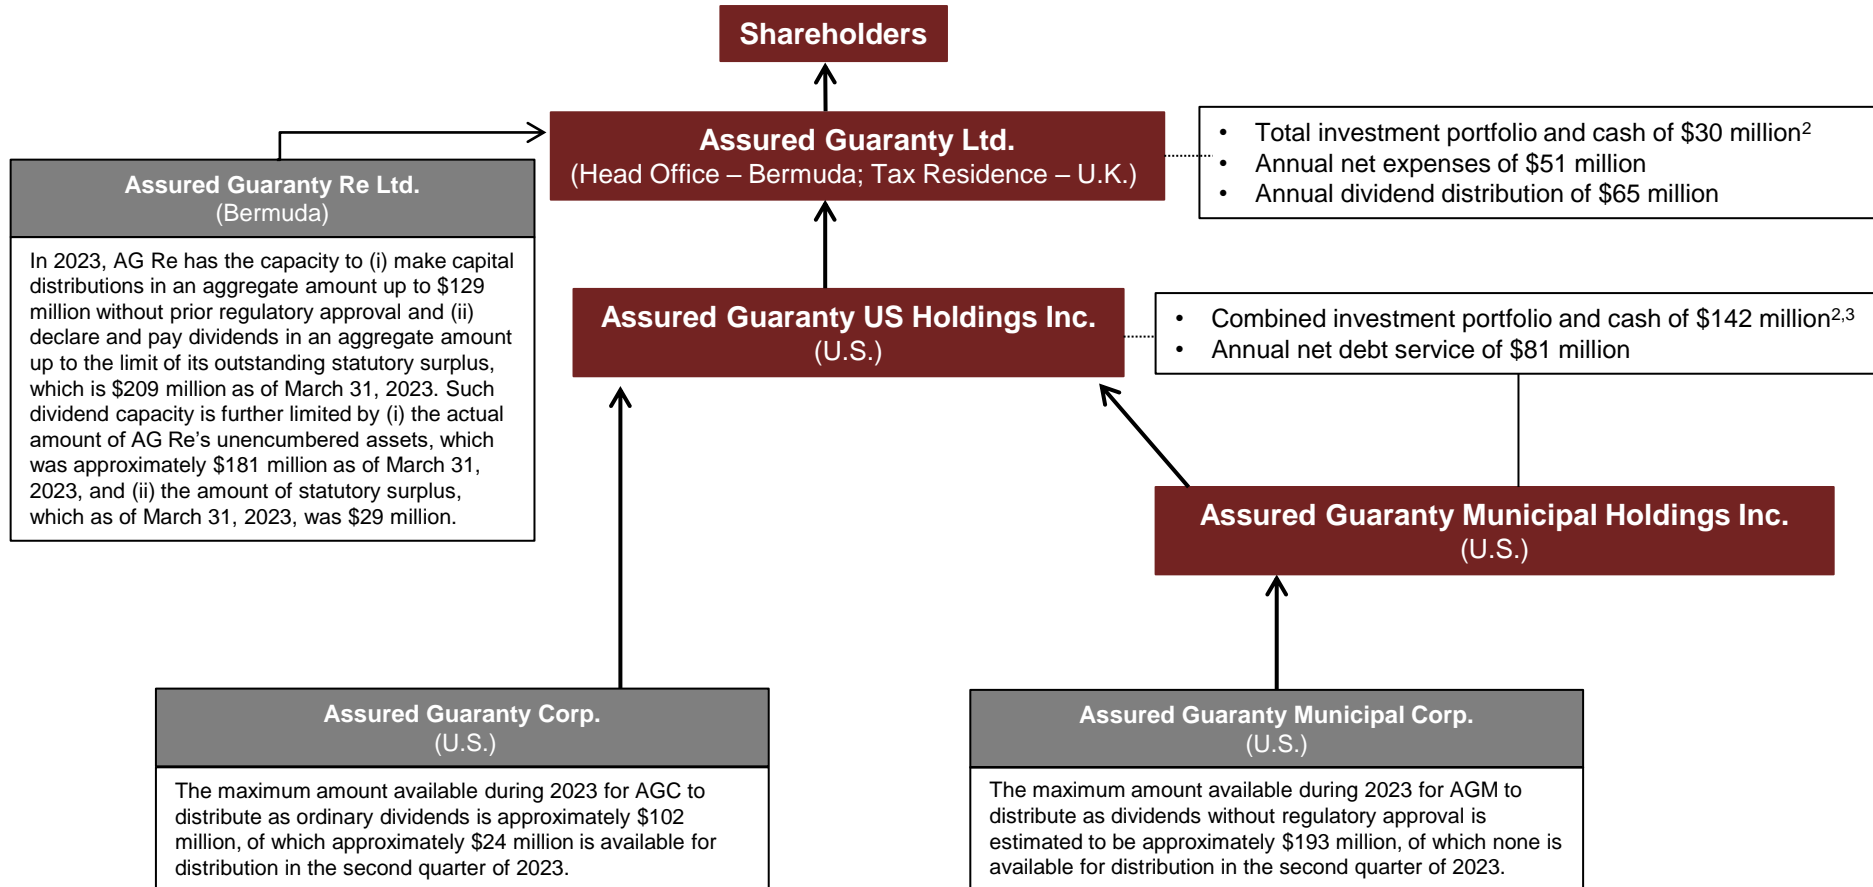 Shareholders
Assured Guaranty Ltd.
(Head Office – Bermuda; Tax Residence – U.K.)
• Total investment portfolio and cash of $30 million2
• Annual net expenses of $51 million
• Annual dividend distribution of $65 million
Assured Guaranty Re Ltd.
(Bermuda)
In 2023, AG Re has the capacity to (i) make capital
distributions in an aggregate amount up to $129
million without prior regulatory approval and (ii)
declare and pay dividends in an aggregate amount
up to the limit of its outstanding statutory surplus,
which is $209 million as of March 31, 2023. Such
dividend capacity is further limited by (i) the actual
amount of AG Re’s unencumbered assets, which
was approximately $181 million as of March 31,
2023, and (ii) the amount of statutory surplus,
which as of March 31, 2023, was $29 million.
Assured Guaranty US Holdings Inc.
(U.S.)
• Combined investment portfolio and cash of $142 million2,3
• Annual net debt service of $81 million
Assured Guaranty Municipal Holdings Inc.
(U.S.)
Assured Guaranty Corp.
(U.S.)
The maximum amount available during 2023 for AGC to
distribute as ordinary dividends is approximately $102
million, of which approximately $24 million is available for
distribution in the second quarter of 2023.
Assured Guaranty Municipal Corp.
(U.S.)
The maximum amount available during 2023 for AGM to
distribute as dividends without regulatory approval is
estimated to be approximately $193 million, of which none is
available for distribution in the second quarter of 2023.